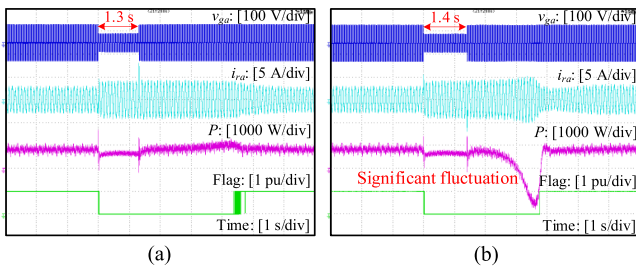 1.3 s
v_ga: [100 V/div]
i_ra: [5 A/div]
P: [1000 W/div]
Flag: [1 pu/div]
Time: [1 s/div]
(a)
1.4 s
v_ga: [100 V/div]
i_ra: [5 A/div]
P: [1000 W/div]
Significant fluctuation
Flag: [1 pu/div]
Time: [1 s/div]
(b)